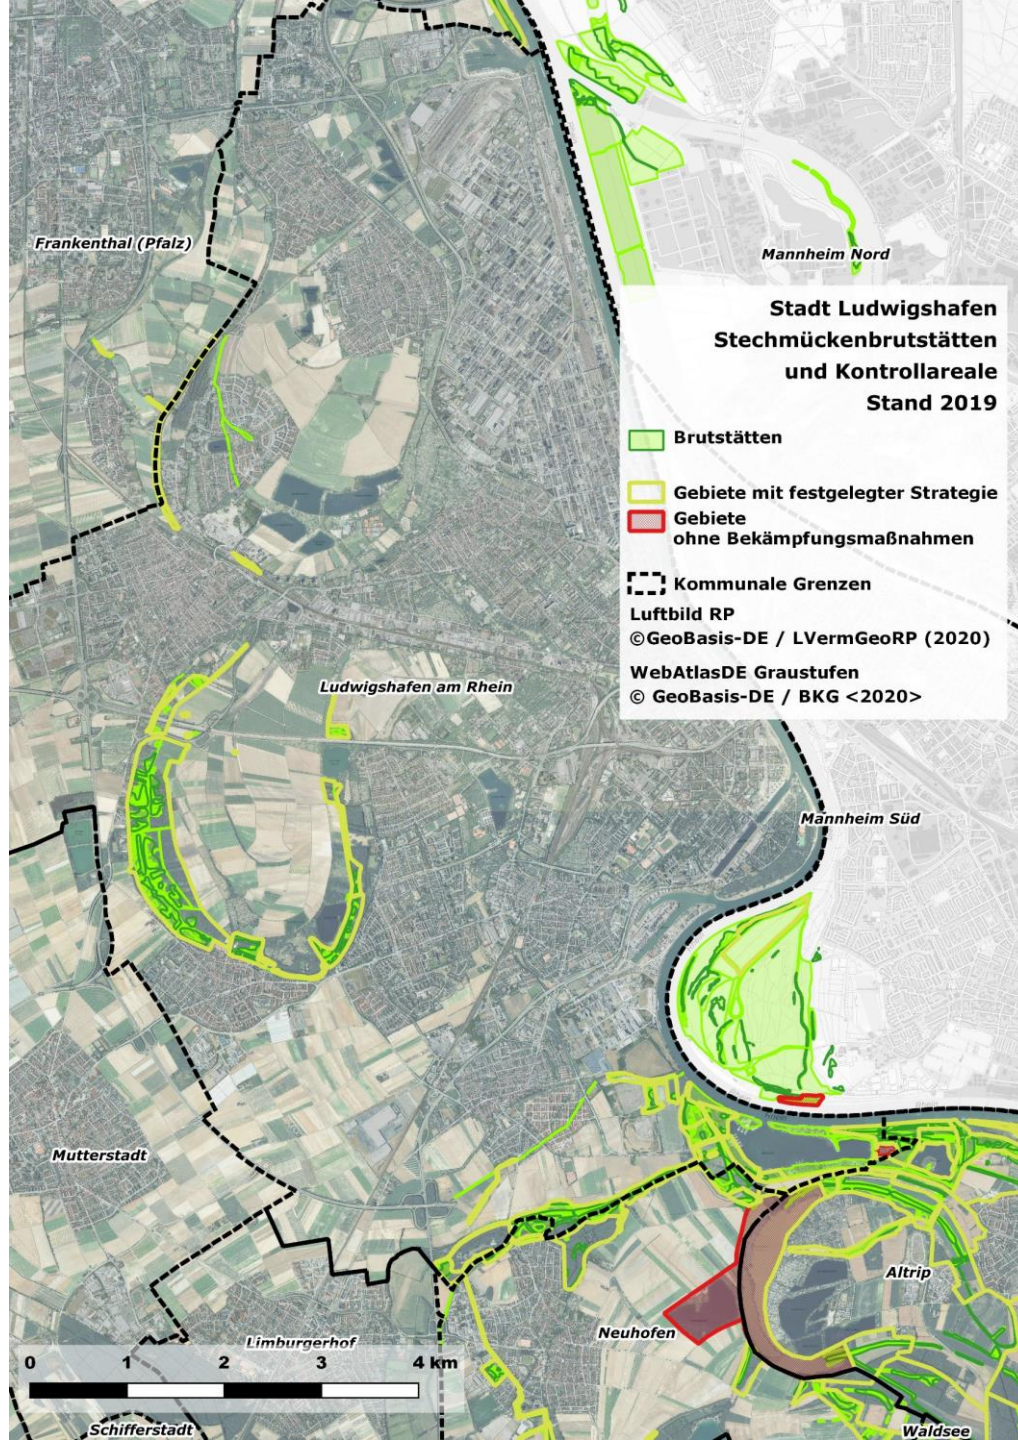 Frankenthal (Pfalz)
Mannheim Nord
Stadt Ludwigshafen
Stechmückenbrutstätten
und Kontrollareale
Stand 2019
Brutstätten
Gebiete mit festgelegter Strategie
Gebiete
ohne Bekämpfungsmaßnahmen
Kommunale Grenzen
Luftbild RP
©GeoBasis-DE / LVermGeoRP (2020)
WebAtlasDE Graustufen
© GeoBasis-DE / BKG <2020>
Ludwigshafen am Rhein
Mannheim Süd
Mutterstadt
Altrip
Neuhofen
Limburgerhof
0 1 2 3 4 km
Schifferstadt
Waldsee